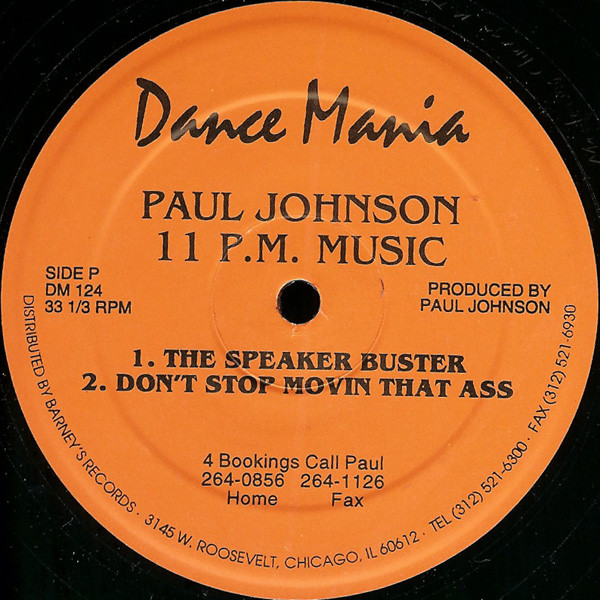 Dance Mania
PAUL JOHNSON
11 P.M. MUSIC
SIDE P
DM 124
33 1/3 RPM
PRODUCED BY
PAUL JOHNSON
1. THE SPEAKER BUSTER
2. DON'T STOP MOVIN THAT ASS
4 Bookings Call Paul
264-0856 264-1126
Home Fax
DISTRIBUTED BY BARNEY'S RECORDS · 3145 W. ROOSEVELT, CHICAGO, IL 60612 · TEL (312) 521-6300 · FAX (312) 521-6930